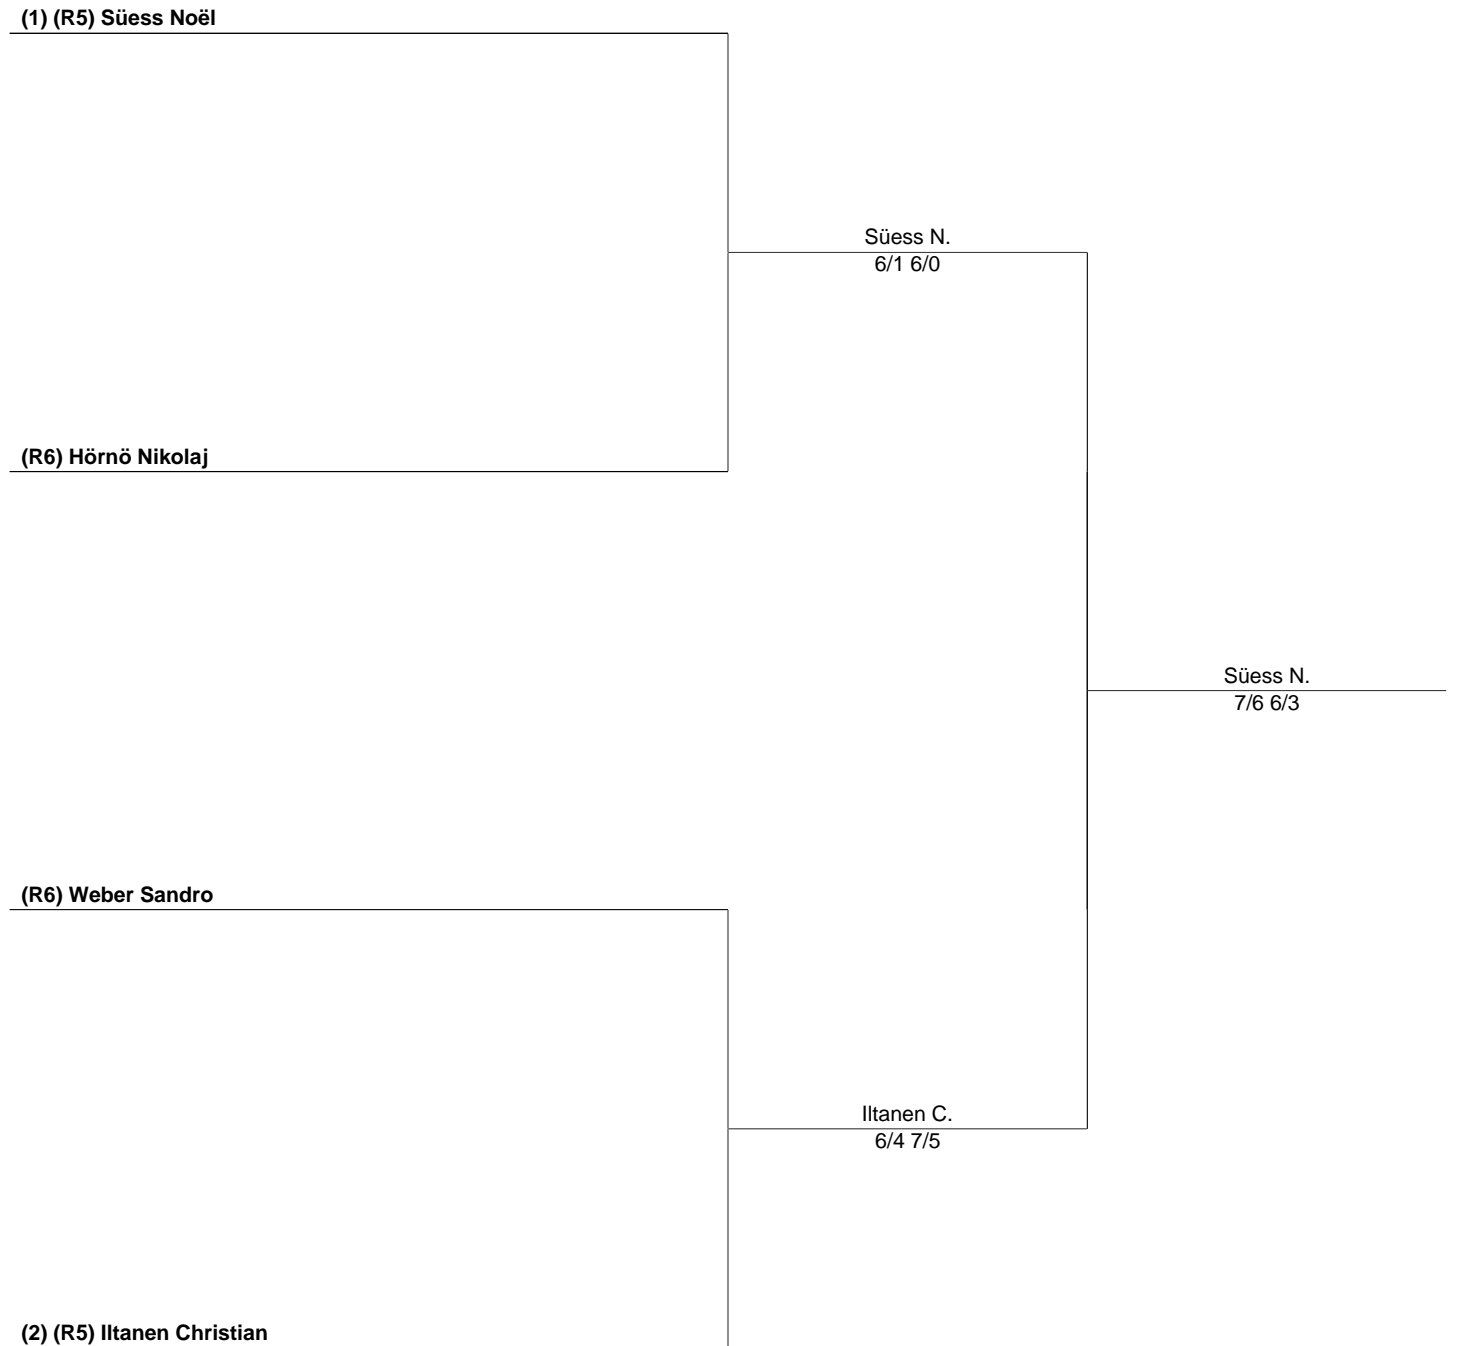 (1) (R5) Süess Noël
Süess N.
6/1 6/0
(R6) Hörnö Nikolaj
Süess N.
7/6 6/3
(R6) Weber Sandro
Iltanen C.
6/4 7/5
(2) (R5) Iltanen Christian